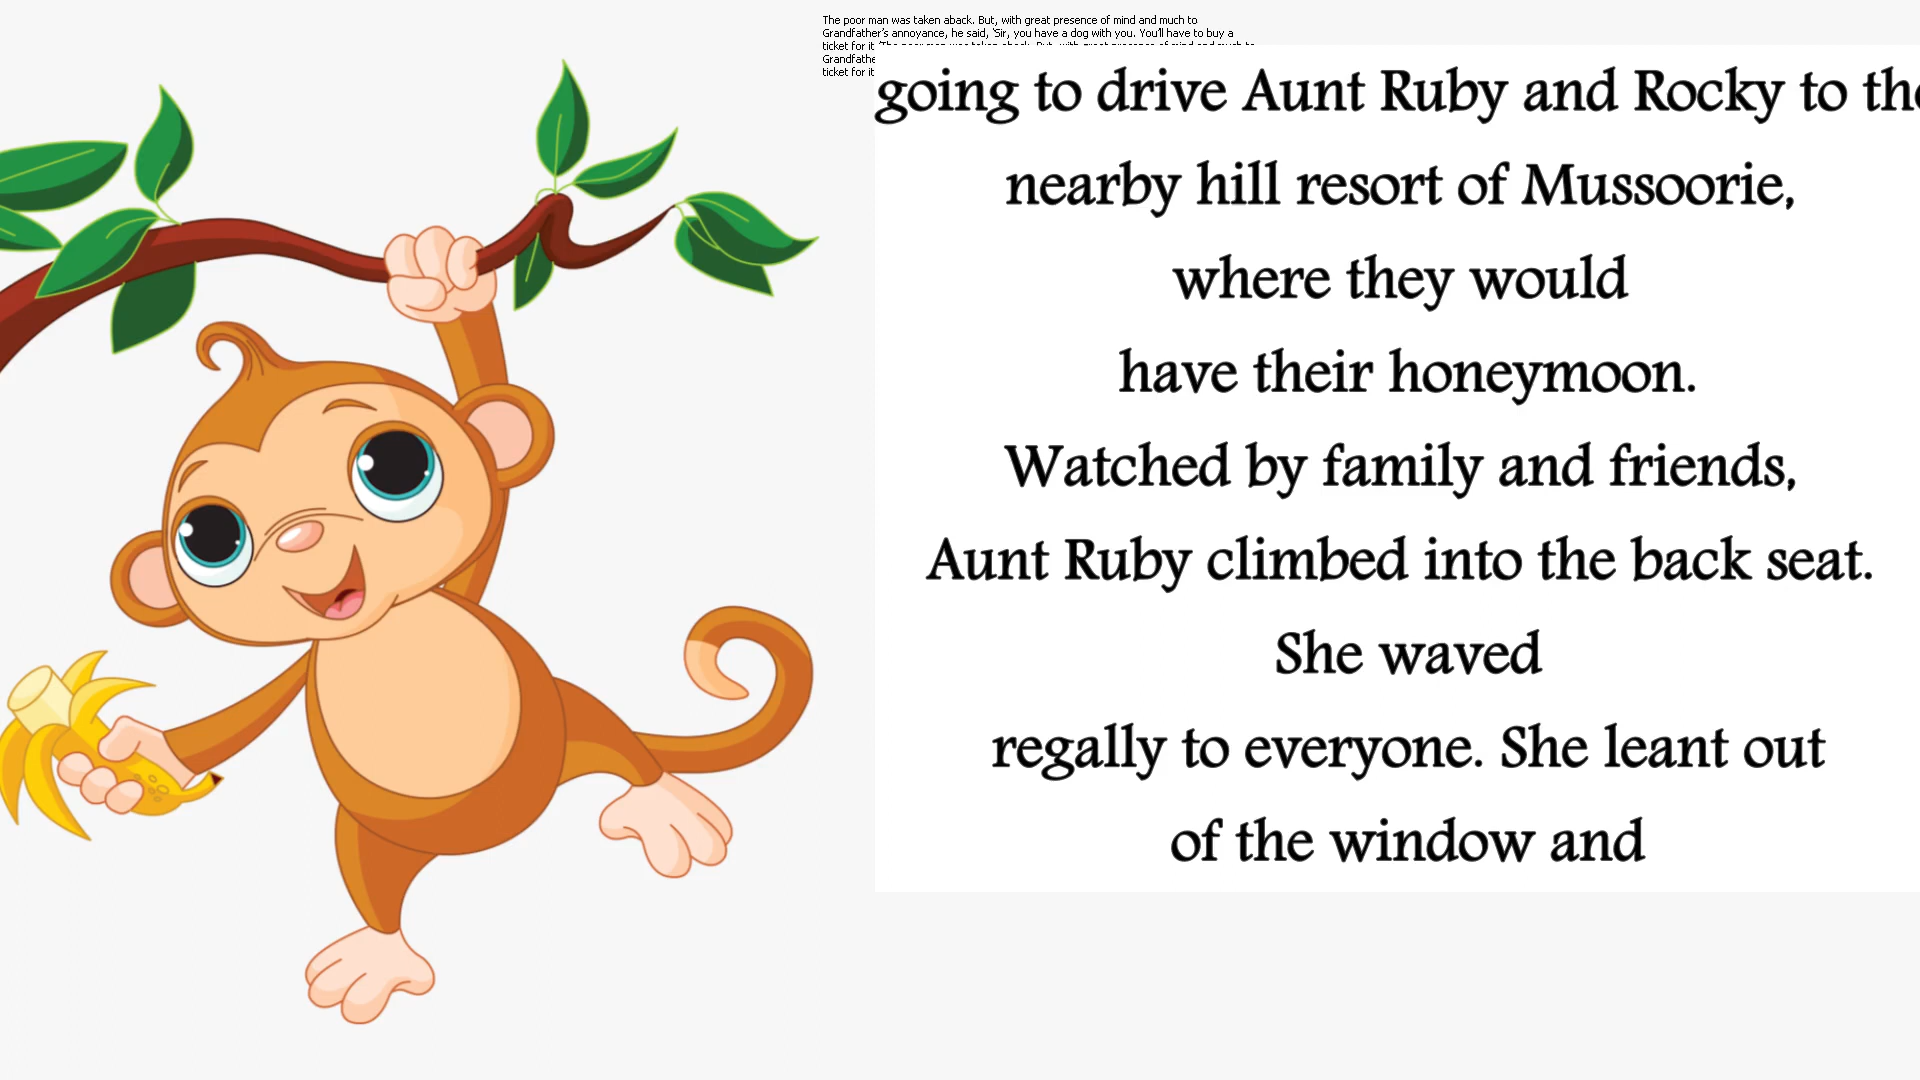 The poor man was taken aback. But, with great presence of mind and much to
Grandfather's annoyance, he said, 'Sir, you have a dog with you. You'll have to buy a
ticket for it
Grandfathe
ticket for it
going to drive Aunt Ruby and Rocky to the
nearby hill resort of Mussoorie,
where they would
have their honeymoon.
Watched by family and friends,
Aunt Ruby climbed into the back seat.
She waved
regally to everyone. She leant out
of the window and